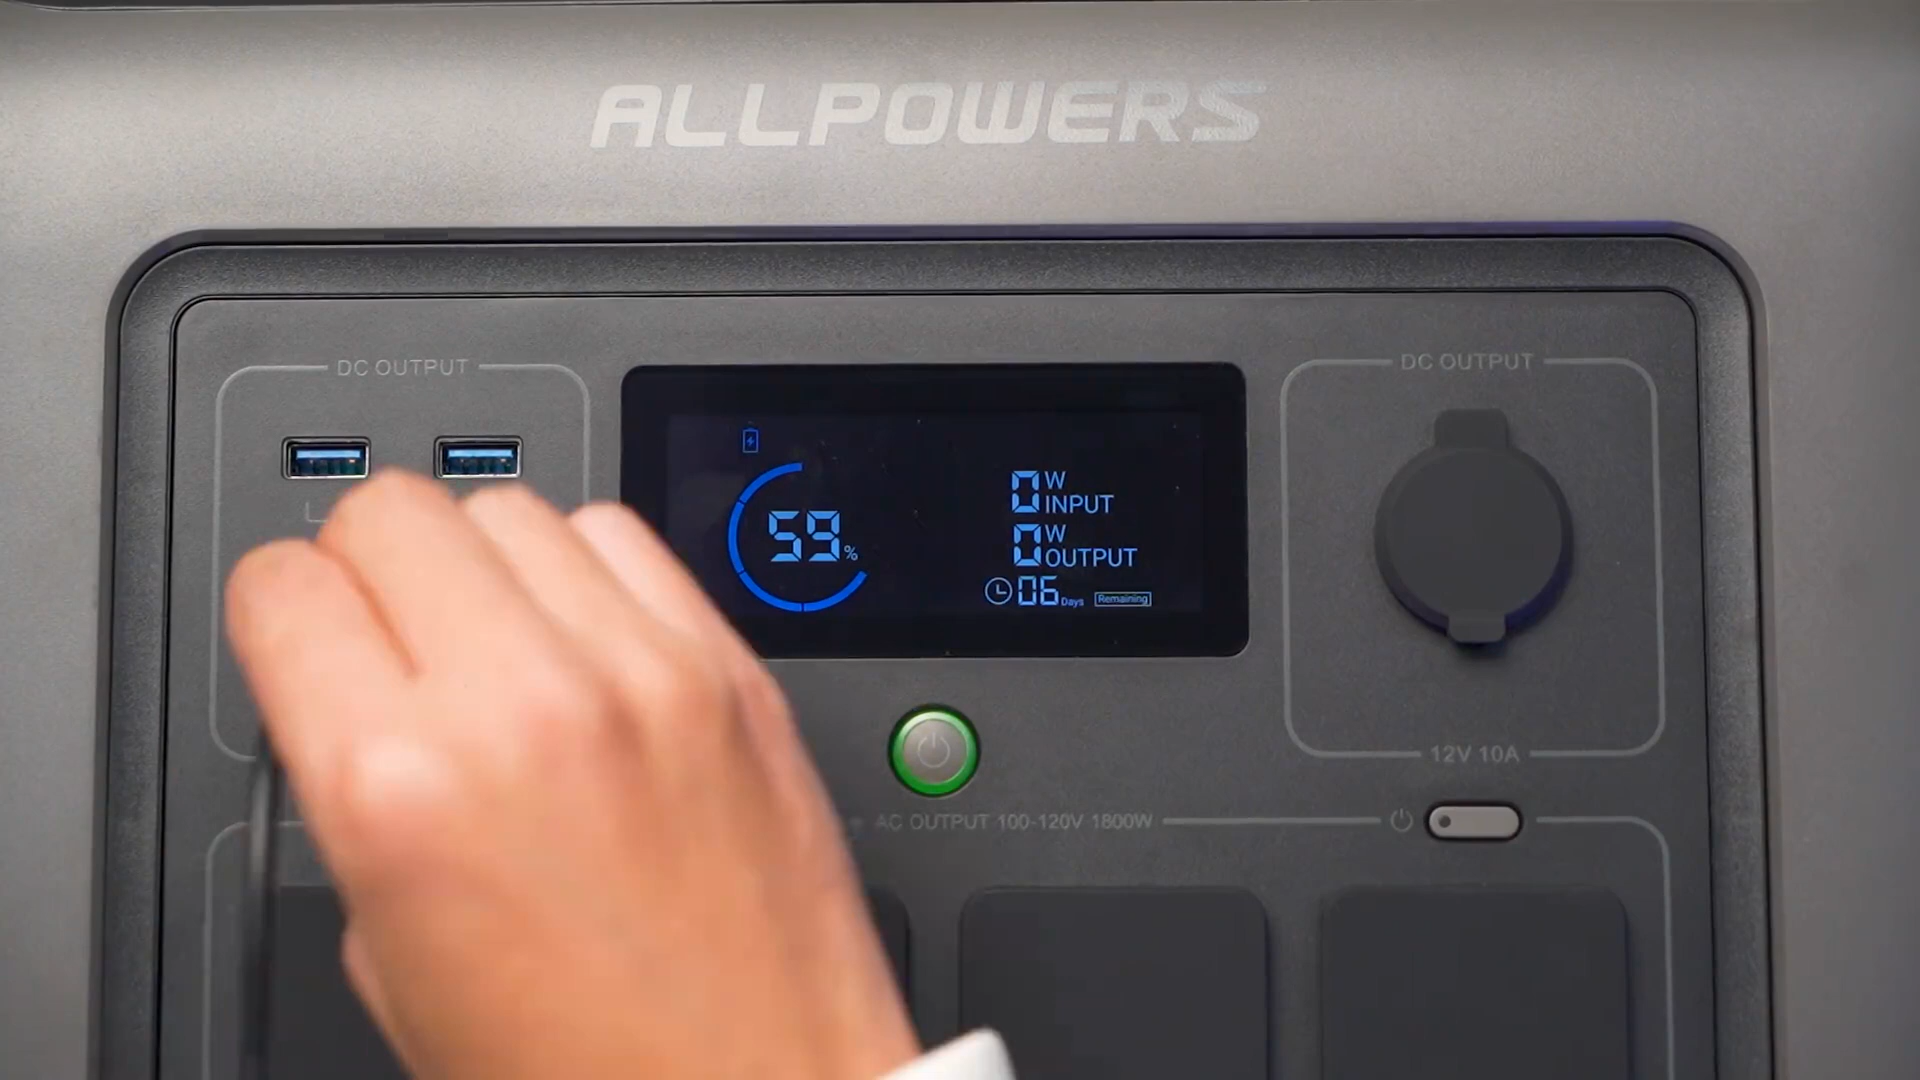 ALLPOWERS
DC OUTPUT
DC OUTPUT
59%
0W INPUT
0W OUTPUT
06 Days Remaining
12V 10A
AC OUTPUT 100-120V 1800W